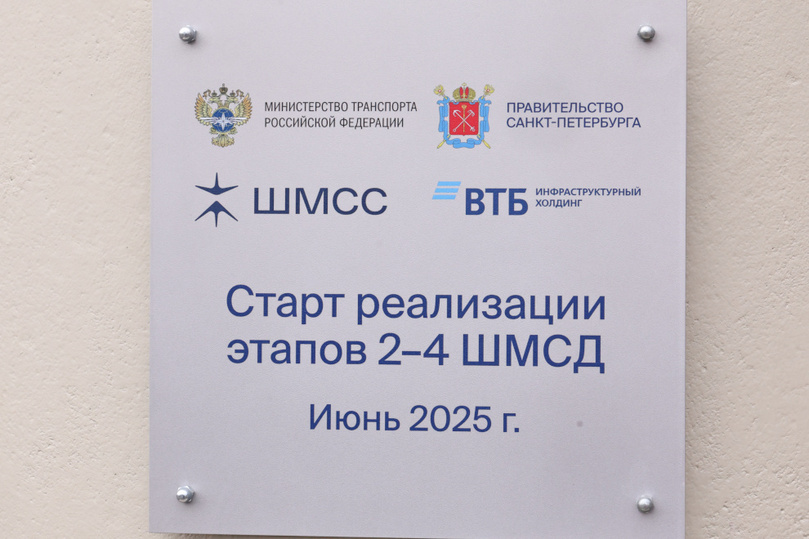 МИНИСТЕРСТВО ТРАНСПОРТА
РОССИЙСКОЙ ФЕДЕРАЦИИ
ПРАВИТЕЛЬСТВО
САНКТ-ПЕТЕРБУРГА
ШМСС
ВТБ
ИНФРАСТРУКТУРНЫЙ
ХОЛДИНГ
Старт реализации
этапов 2–4 ШМСД
Июнь 2025 г.